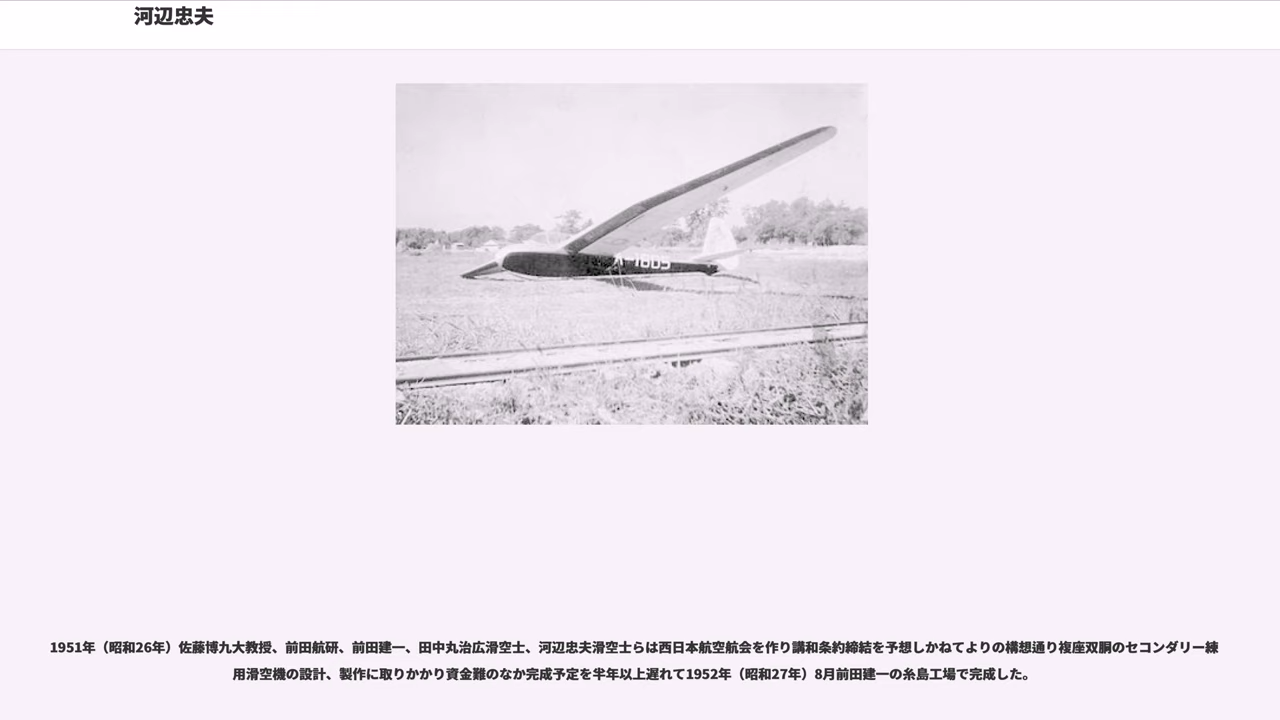 河辺忠夫
1951年（昭和26年）佐藤博九大教授、前田航研、前田建一、田中丸治広滑空士、河辺忠夫滑空士らは西日本航空航会を作り講和条約締結を予想しかねてよりの構想通り複座双胴のセコンダリー練
用滑空機の設計、製作に取りかかり資金難のなか完成予定を半年以上遅れて1952年（昭和27年）8月前田建一の糸島工場で完成した。